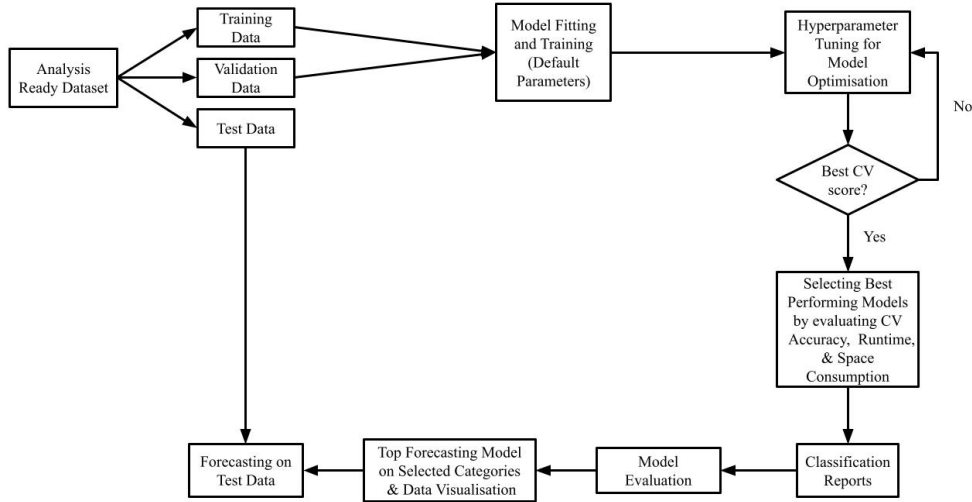 Analysis
Ready Dataset
Training
Data
Validation
Data
Test Data
Model Fitting
and Training
(Default
Parameters)
Hyperparameter
Tuning for
Model
Optimisation
No
Best CV
score?
Yes
Selecting Best
Performing Models
by evaluating CV
Accuracy, Runtime,
& Space
Consumption
Classification
Reports
Model
Evaluation
Top Forecasting Model
on Selected Categories
& Data Visualisation
Forecasting on
Test Data